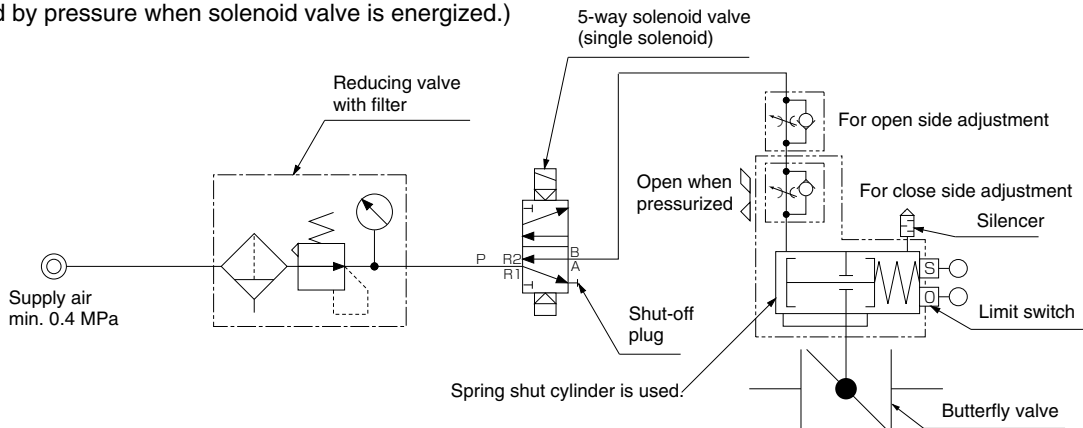 d by pressure when solenoid valve is energized.)
5-way solenoid valve
(single solenoid)
Reducing valve
with filter
For open side adjustment
Open when
pressurized
For close side adjustment
Silencer
P R2 B
R1 A
S
O
Supply air
min. 0.4 MPa
Shut-off
plug
Limit switch
Spring shut cylinder is used.
Butterfly valve